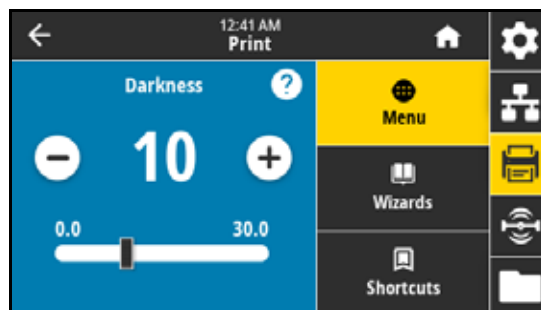 12:41 AM
Print
Darkness
?
10
0.0
30.0
Menu
Wizards
Shortcuts